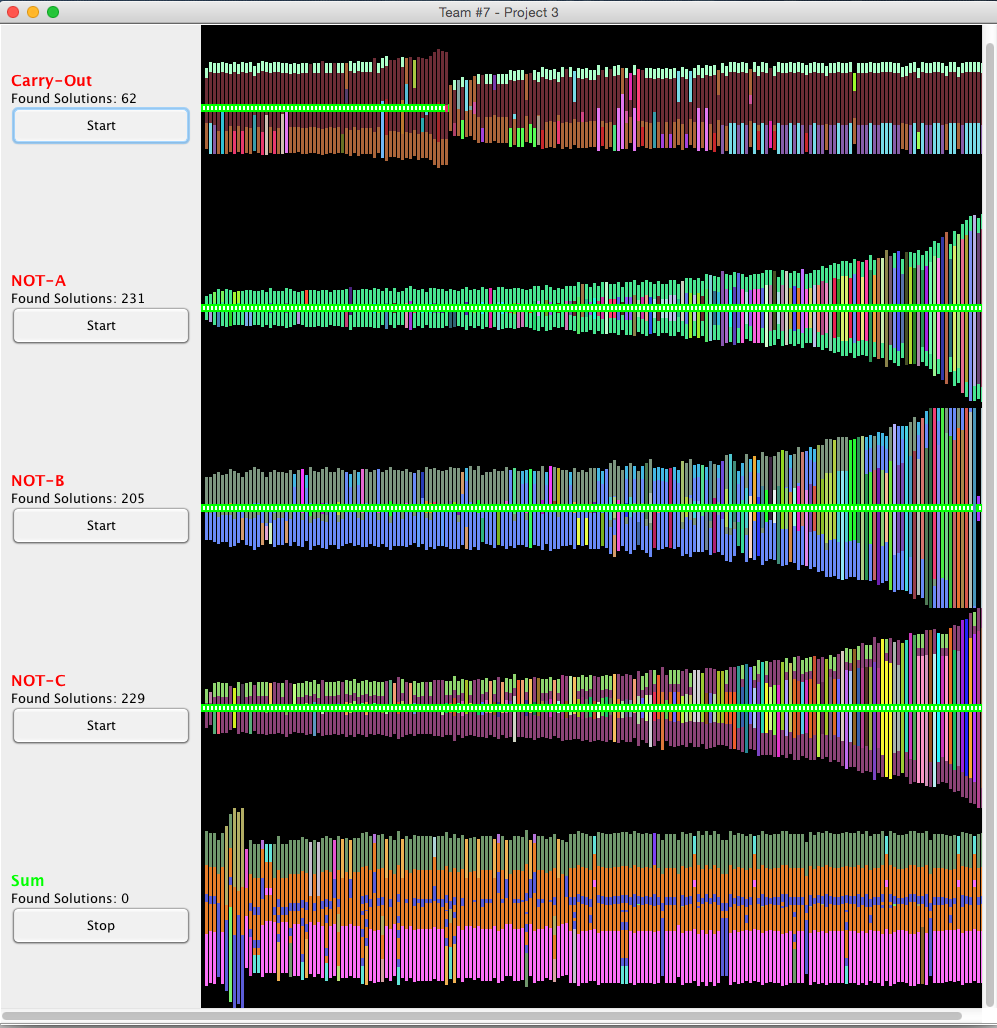 Team #7 - Project 3
Carry-Out
Found Solutions: 62
Start
NOT-A
Found Solutions: 231
Start
NOT-B
Found Solutions: 205
Start
NOT-C
Found Solutions: 229
Start
Sum
Found Solutions: 0
Stop